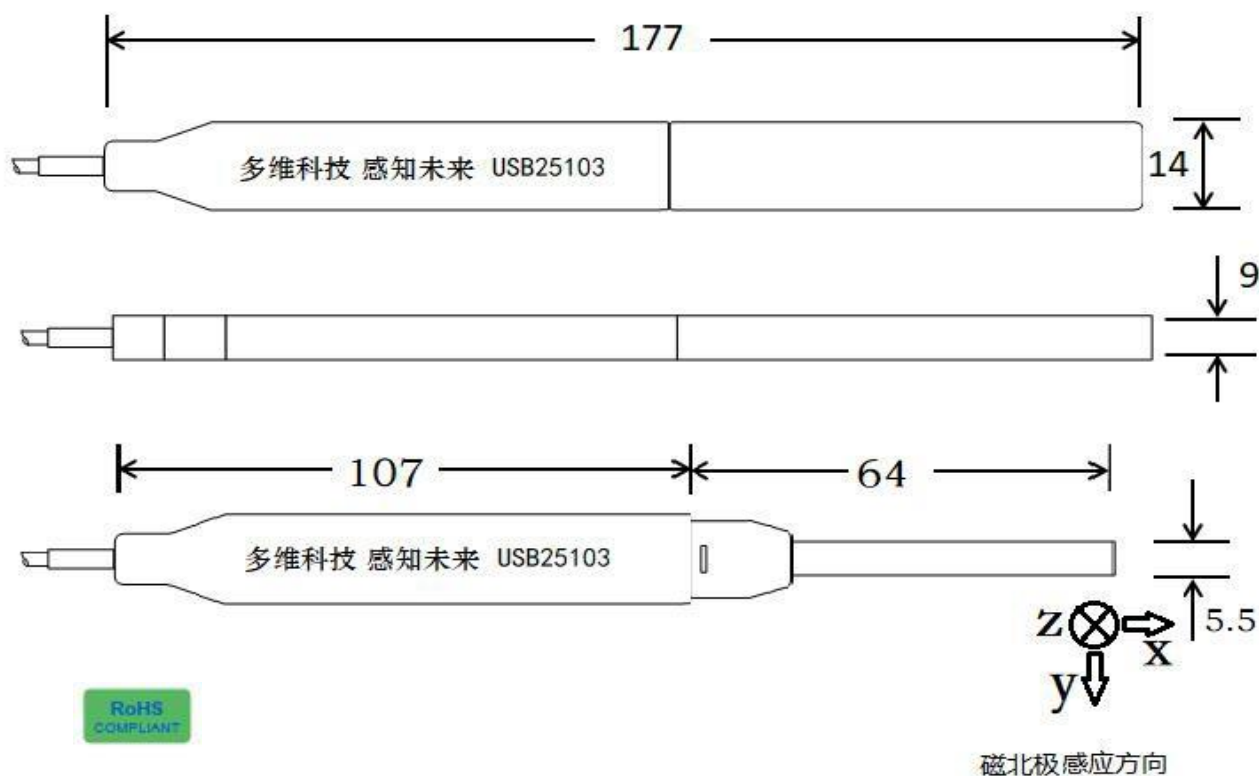 177
多维科技 感知未来 USB25103
14
9
107
64
多维科技 感知未来 USB25103
5.5
z
x
y
RoHS
COMPLIANT
磁北极感应方向